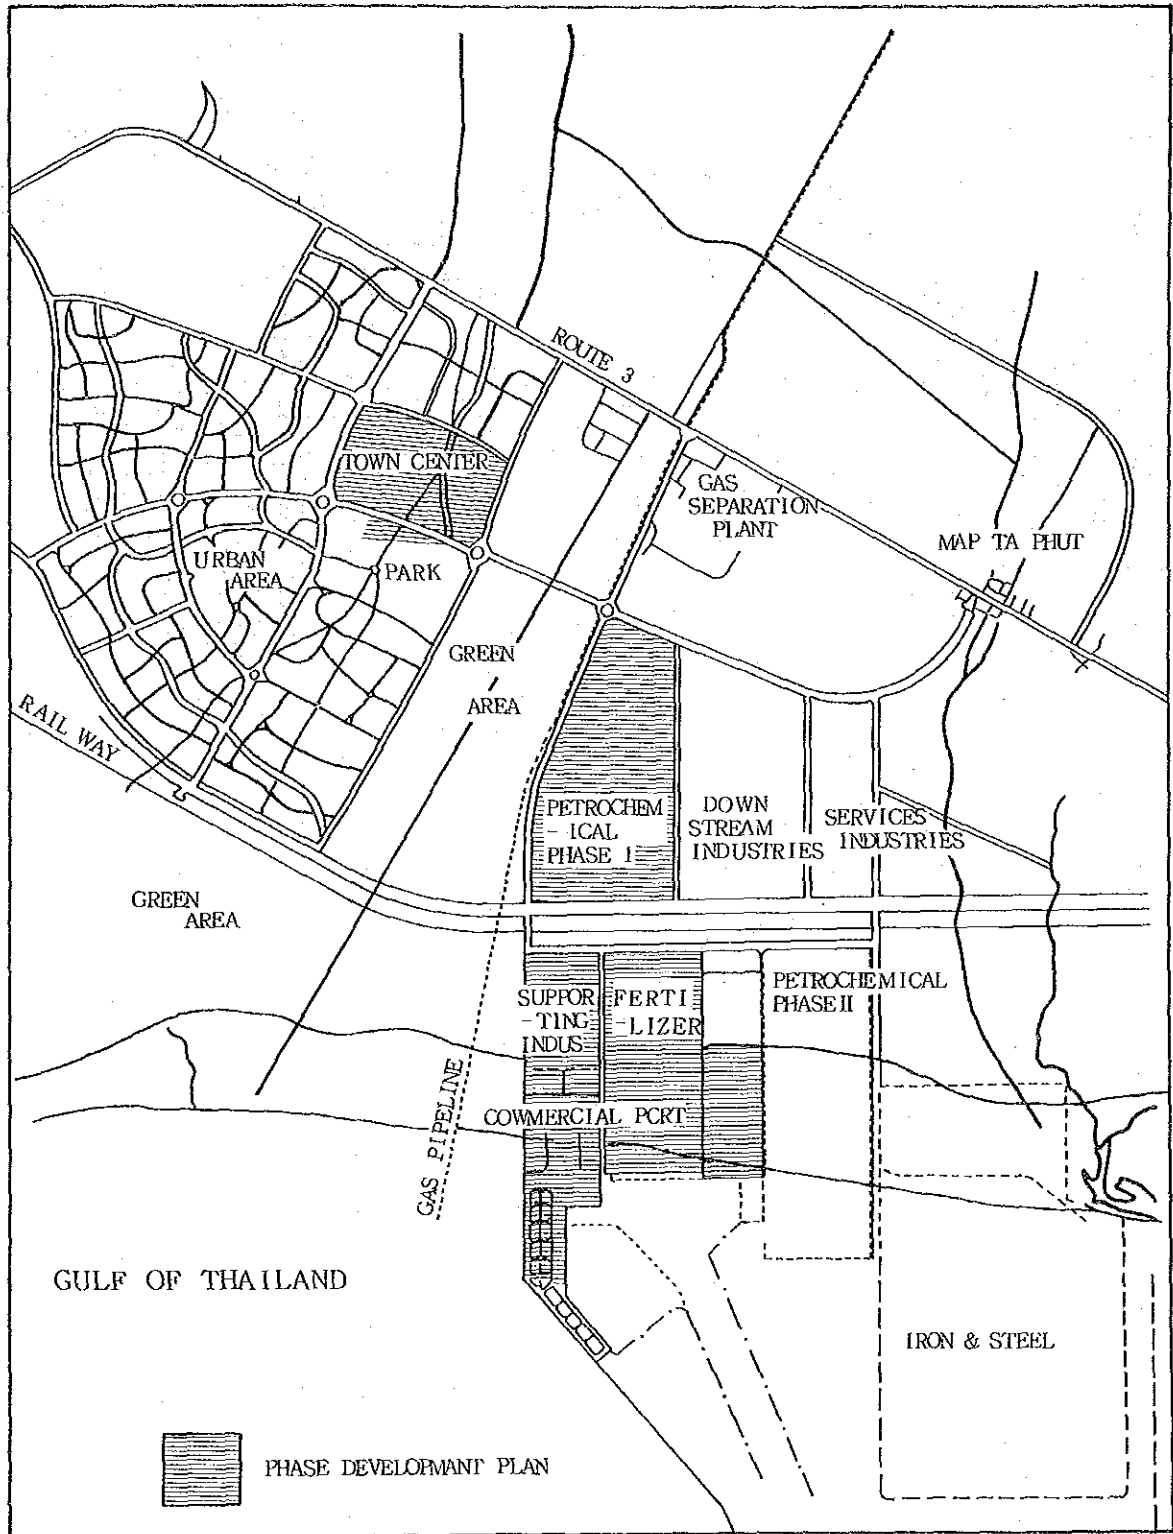 ROUTE 3
TOWN CENTER
GAS
SEPARATION
PLANT
MAP TA PHUT
URBAN
AREA
PARK
GREEN
AREA
RAIL WAY
PETROCHEM
-ICAL
PHASE 1
DOWN
STREAM
INDUSTRIES
SERVICES
INDUSTRIES
GREEN
AREA
SUPPOR
-TING
INDUS
FERTI
-LIZER
PETROCHEMICAL
PHASE II
GAS PIPELINE
COWMERCIAL PCRT
GULF OF THAILAND
IRON & STEEL
PHASE DEVELOPMANT PLAN